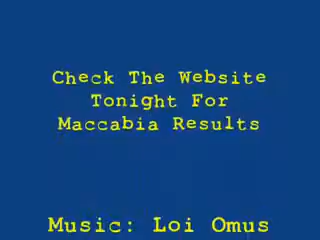 Check The Website
Tonight For
Maccabia Results
Music: Loi Omus